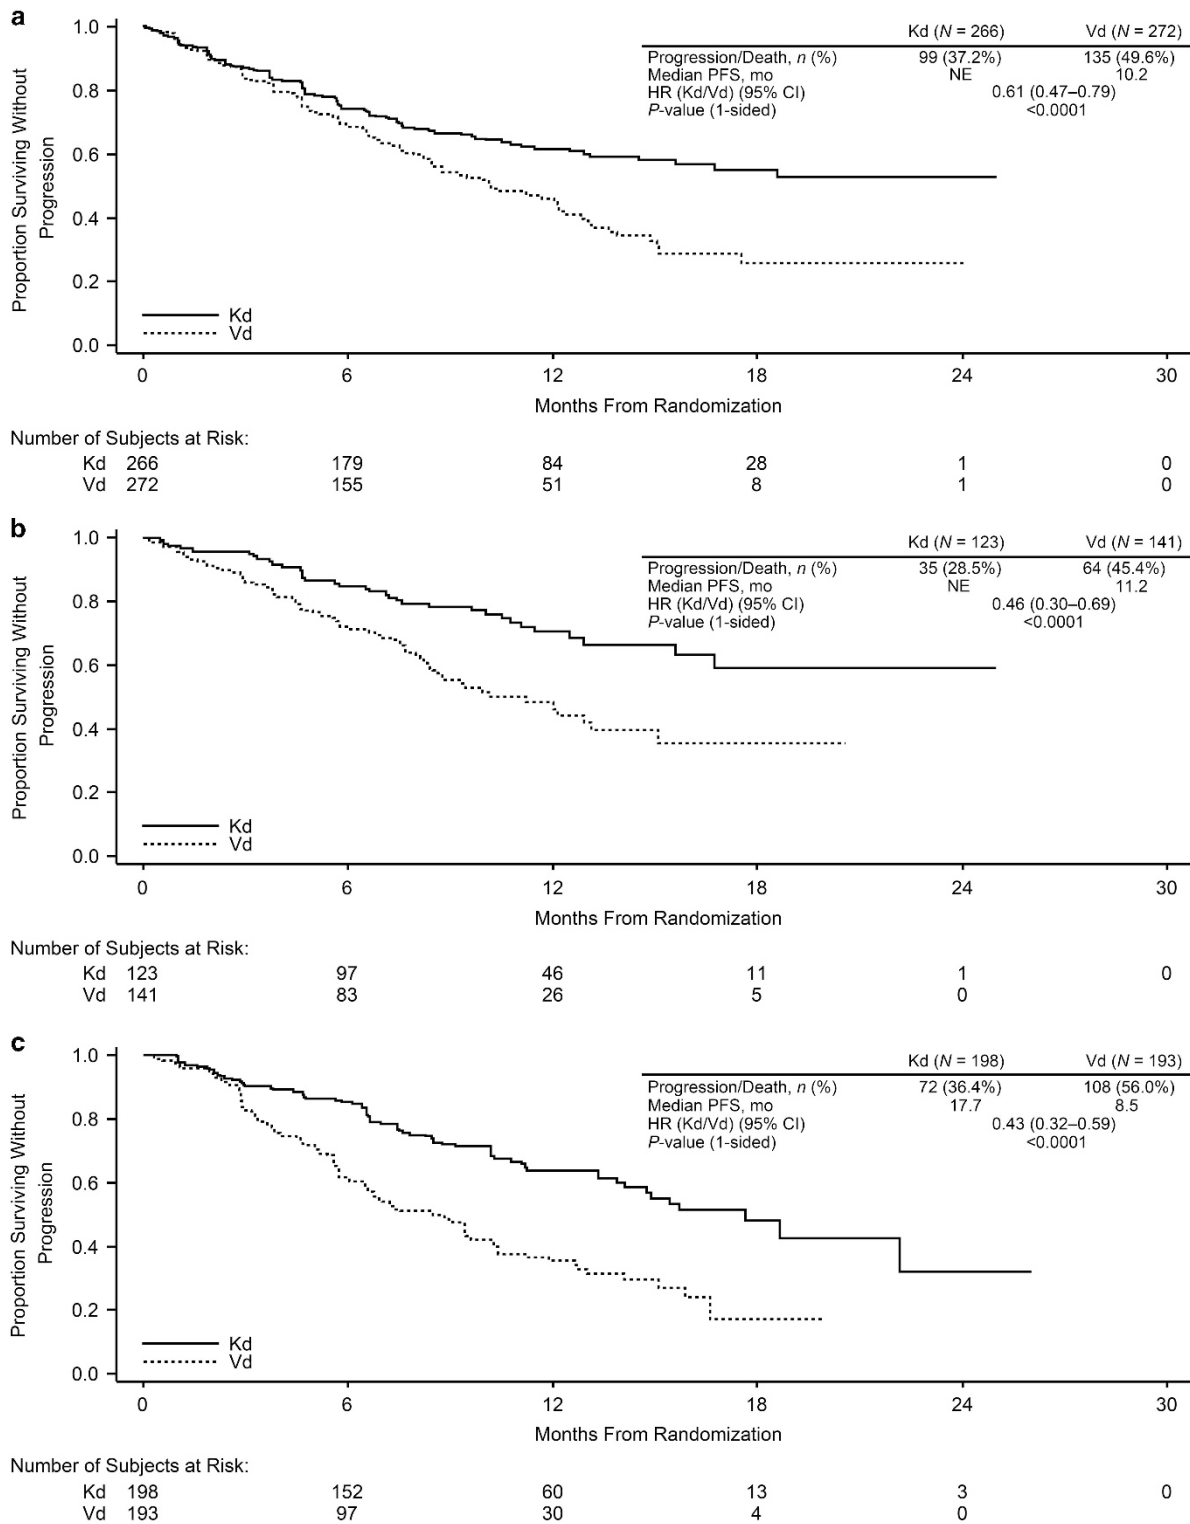 a
Kd (N = 266) Vd (N = 272)
Progression/Death, n (%) 99 (37.2%) 135 (49.6%)
Median PFS, mo NE 10.2
HR (Kd/Vd) (95% CI) 0.61 (0.47–0.79)
P-value (1-sided) <0.0001
Proportion Surviving Without
Progression
1.0
0.8
0.6
0.4
0.2
0.0
Kd
Vd
0 6 12 18 24 30
Months From Randomization
Number of Subjects at Risk:
Kd 266 179 84 28 1 0
Vd 272 155 51 8 1 0
b
Kd (N = 123) Vd (N = 141)
Progression/Death, n (%) 35 (28.5%) 64 (45.4%)
Median PFS, mo NE 11.2
HR (Kd/Vd) (95% CI) 0.46 (0.30–0.69)
P-value (1-sided) <0.0001
Proportion Surviving Without
Progression
1.0
0.8
0.6
0.4
0.2
0.0
Kd
Vd
0 6 12 18 24 30
Months From Randomization
Number of Subjects at Risk:
Kd 123 97 46 11 1 0
Vd 141 83 26 5 0
c
Kd (N = 198) Vd (N = 193)
Progression/Death, n (%) 72 (36.4%) 108 (56.0%)
Median PFS, mo 17.7 8.5
HR (Kd/Vd) (95% CI) 0.43 (0.32–0.59)
P-value (1-sided) <0.0001
Proportion Surviving Without
Progression
1.0
0.8
0.6
0.4
0.2
0.0
Kd
Vd
0 6 12 18 24 30
Months From Randomization
Number of Subjects at Risk:
Kd 198 152 60 13 3 0
Vd 193 97 30 4 0